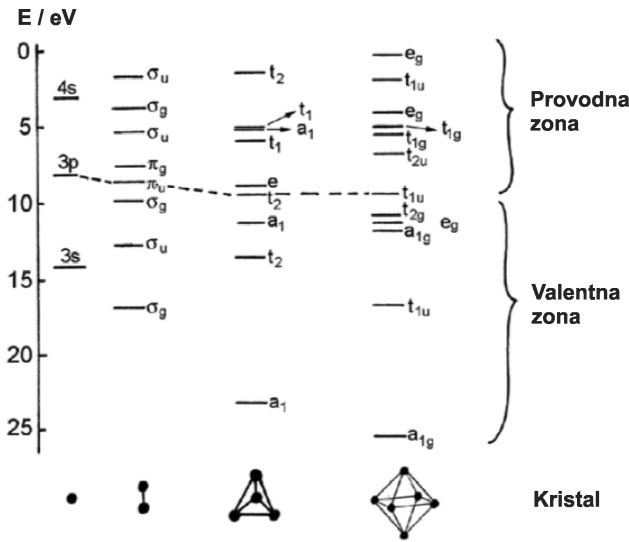 E / eV
0
5
10
15
20
25
4s
3p
3s
σu
σg
σu
πg
πu
σg
σu
σg
t2
t1
a1
t1
e
t2
a1
t2
a1
eg
t1u
eg
t1g
t1g
t2u
t1u
t2g
eg
a1g
t1u
a1g
Provodna
zona
Valentna
zona
Kristal